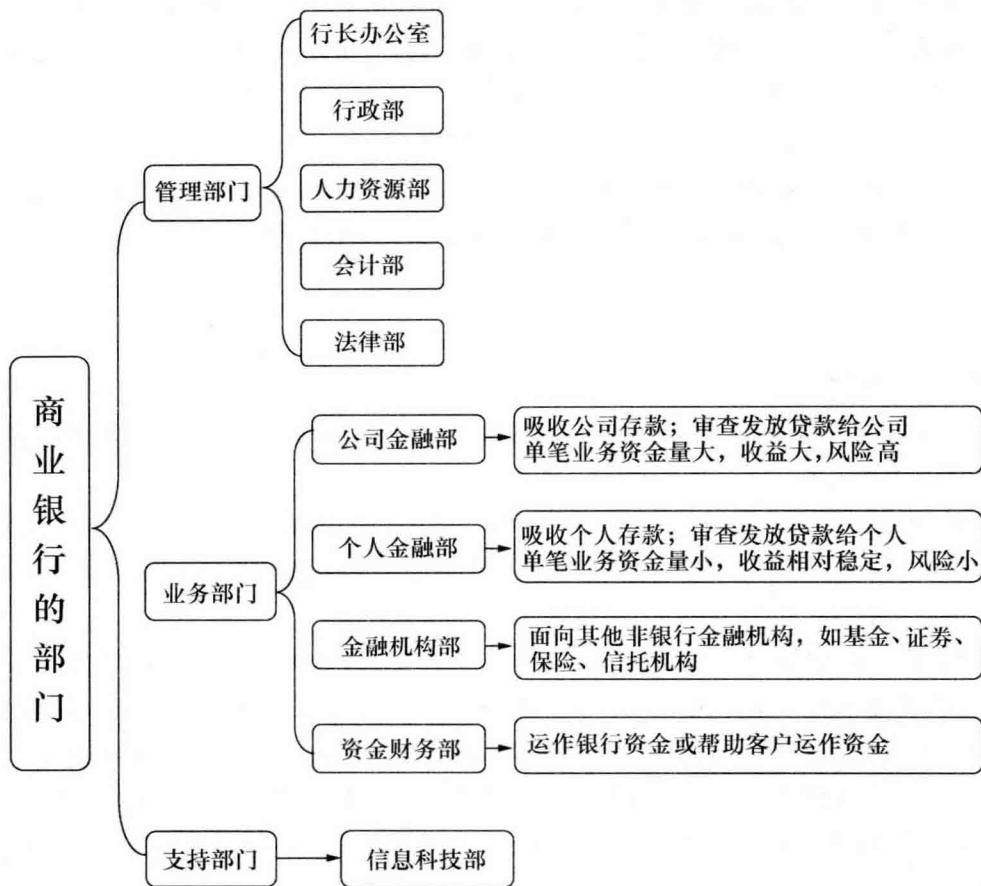 商业银行的部门
管理部门
行长办公室
行政部
人力资源部
会计部
法律部
业务部门
公司金融部
吸收公司存款；审查发放贷款给公司
单笔业务资金量大，收益大，风险高
个人金融部
吸收个人存款；审查发放贷款给个人
单笔业务资金量小，收益相对稳定，风险小
金融机构部
面向其他非银行金融机构，如基金、证券、
保险、信托机构
资金财务部
运作银行资金或帮助客户运作资金
支持部门
信息科技部